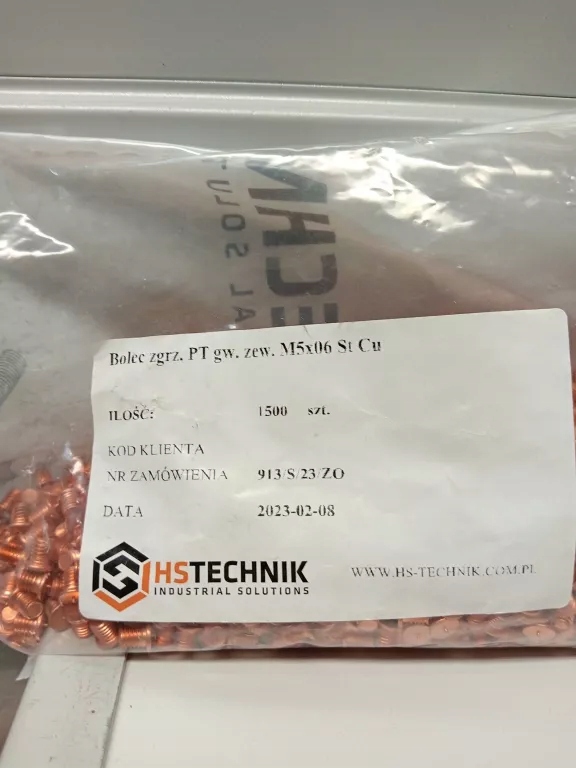 Bolec zgrz. PT gw. zew. M5x06 St Cu
ILOŚĆ: 1500 szt.
KOD KLIENTA
NR ZAMÓWIENIA 913/S/23/ZO
DATA 2023-02-08
HSTECHNIK
INDUSTRIAL SOLUTIONS
WWW.HS-TECHNIK.COM.PL